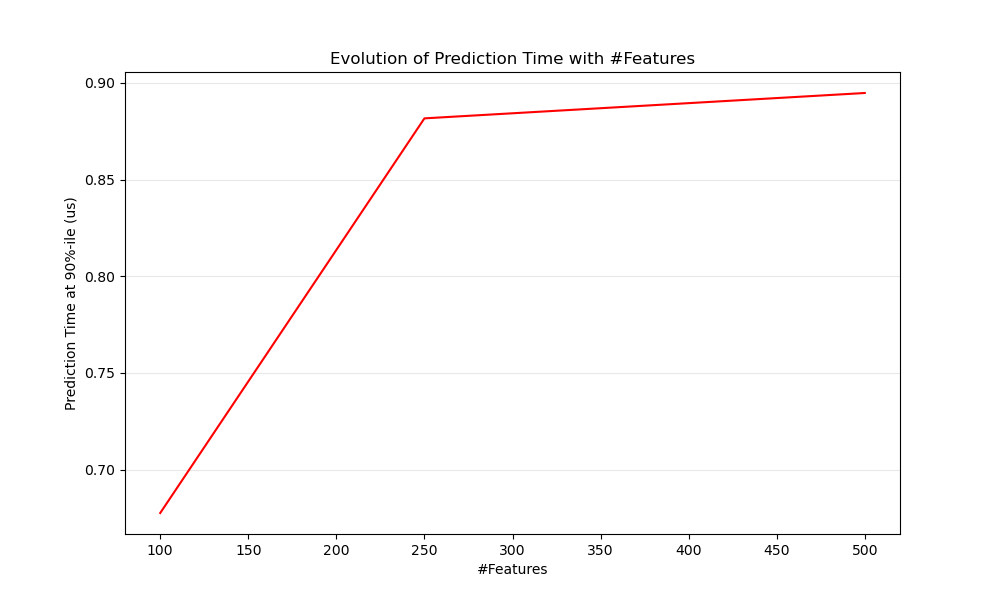 Evolution of Prediction Time with #Features
Prediction Time at 90%-ile (us)
0.90
0.85
0.80
0.75
0.70
100 150 200 250 300 350 400 450 500
#Features